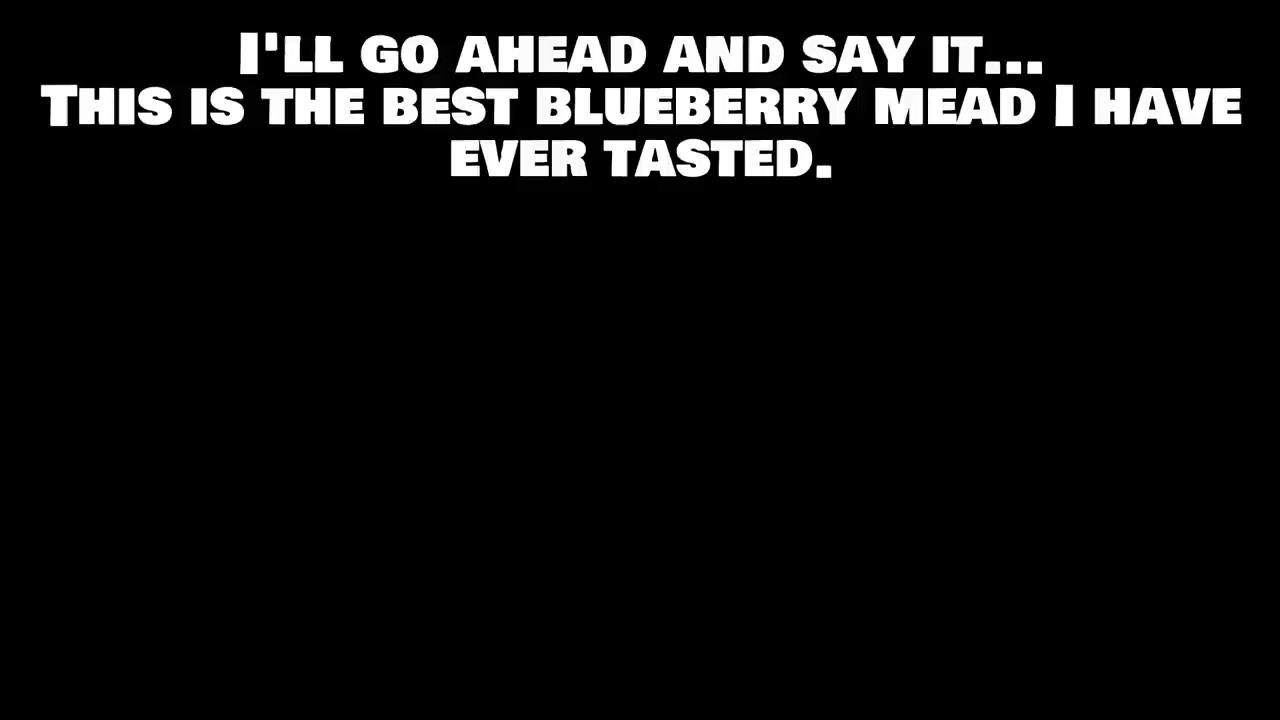 I'll go ahead and say it...
This is the best blueberry mead I have
ever tasted.